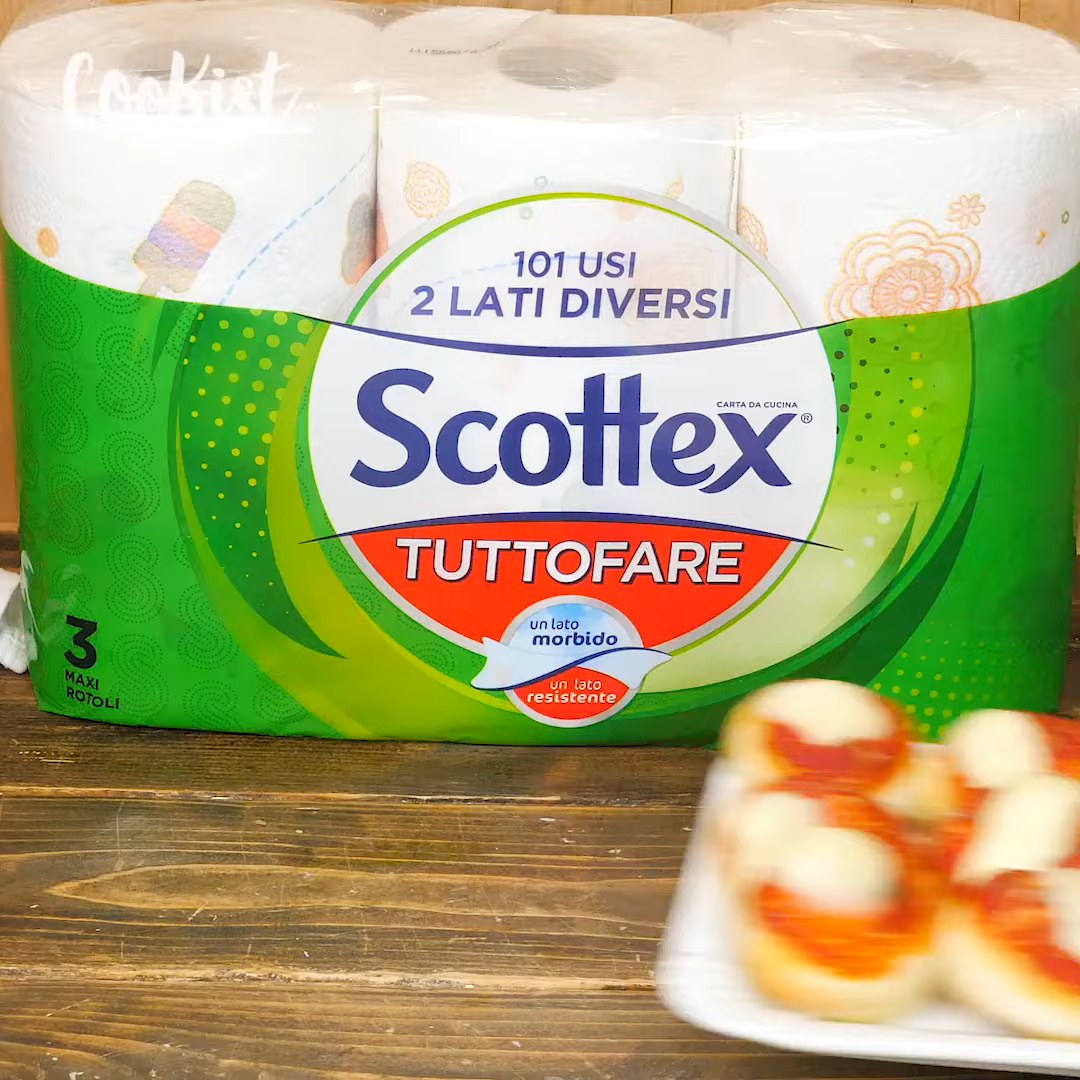 CooKist
101 USI
2 LATI DIVERSI
CARTA DA CUCINA
Scottex®
TUTTOFARE
un lato
morbido
un lato
resistente
3
MAXI
ROTOLI